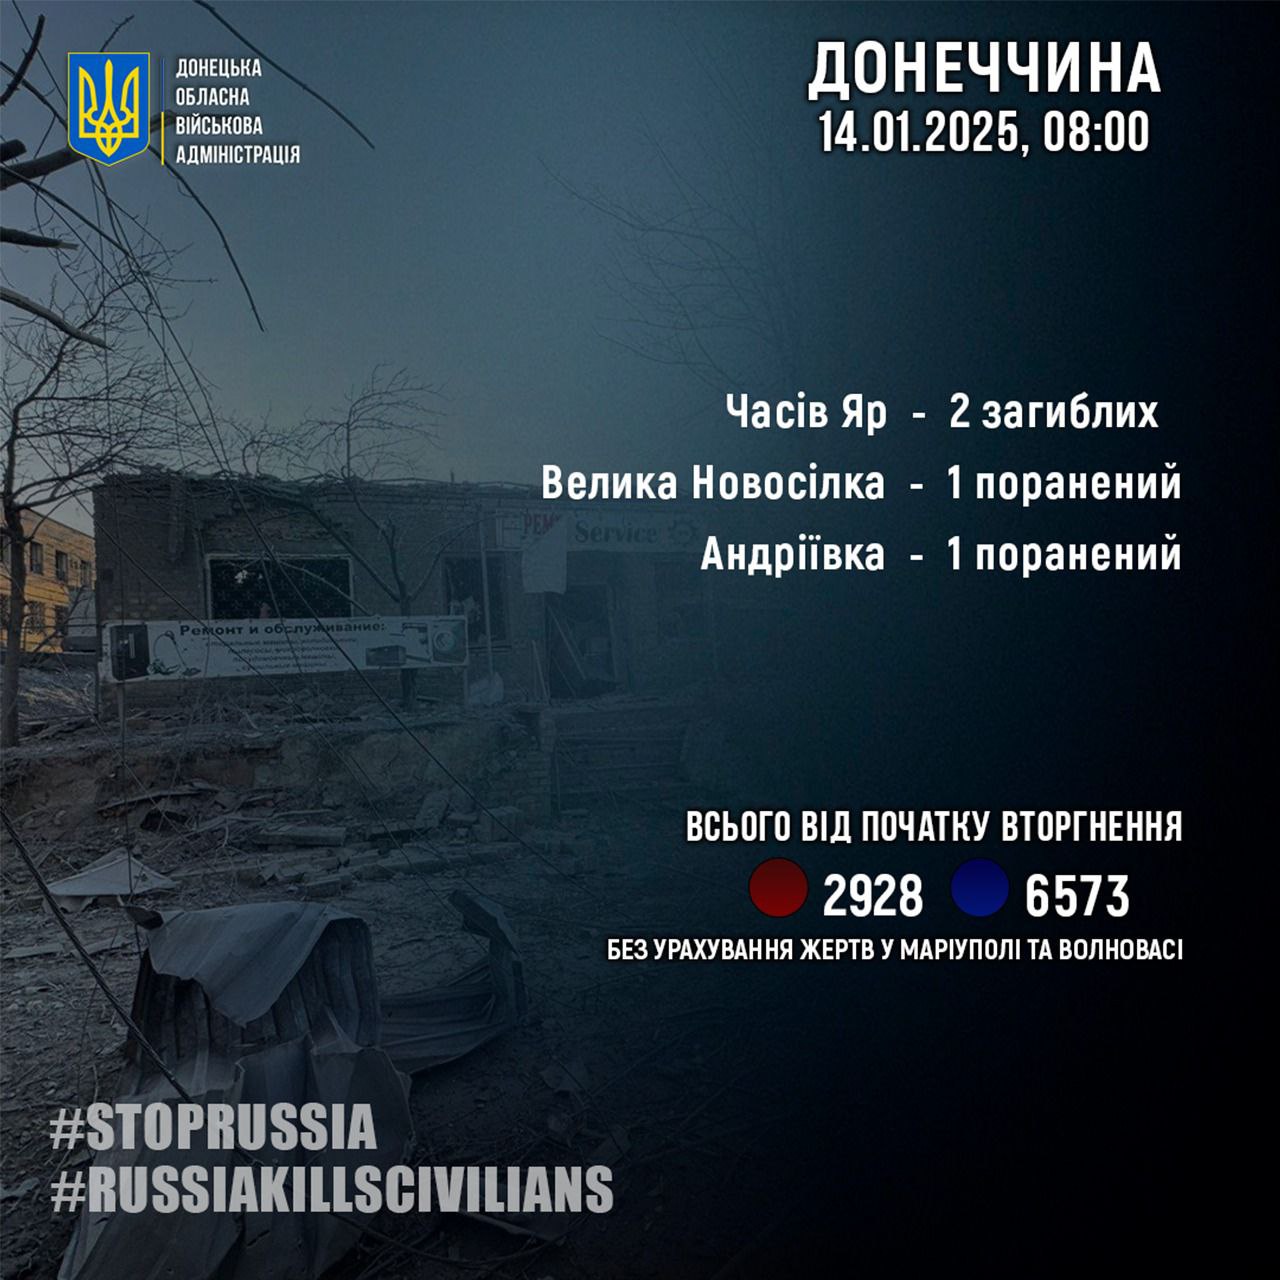 ДОНЕЦЬКА
ОБЛАСНА
ВІЙСЬКОВА
АДМІНІСТРАЦІЯ
ДОНЕЧЧИНА
14.01.2025, 08:00
Часів Яр - 2 загиблих
Велика Новосілка - 1 поранений
Андріївка - 1 поранений
Service
Ремонт и обслуживание:
ВСЬОГО ВІД ПОЧАТКУ ВТОРГНЕННЯ
2928 6573
БЕЗ УРАХУВАННЯ ЖЕРТВ У МАРІУПОЛІ ТА ВОЛНОВАСІ
#STOPRUSSIA
#RUSSIAKILLSCIVILIANS